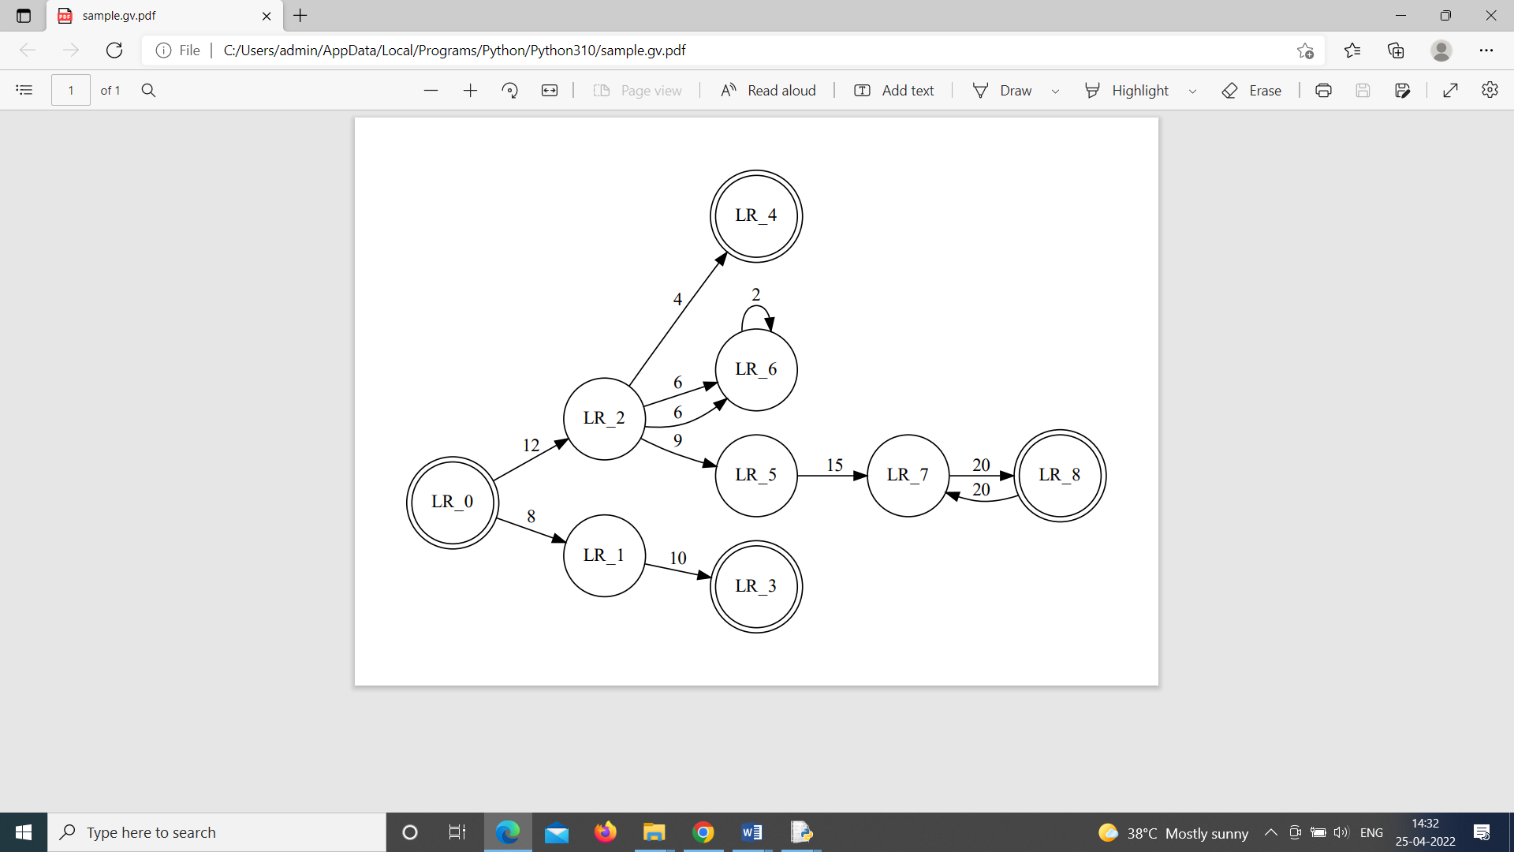 sample.gv.pdf
File | C:/Users/admin/AppData/Local/Programs/Python/Python310/sample.gv.pdf
1 of 1 Page view Read aloud Add text Draw Highlight Erase
LR_4
2
4
LR_6
6
LR_2
6
9
12
LR_5
15
LR_7
20
LR_8
20
LR_0
8
LR_1
10
LR_3
Type here to search
38°C Mostly sunny
ENG
14:32
25-04-2022